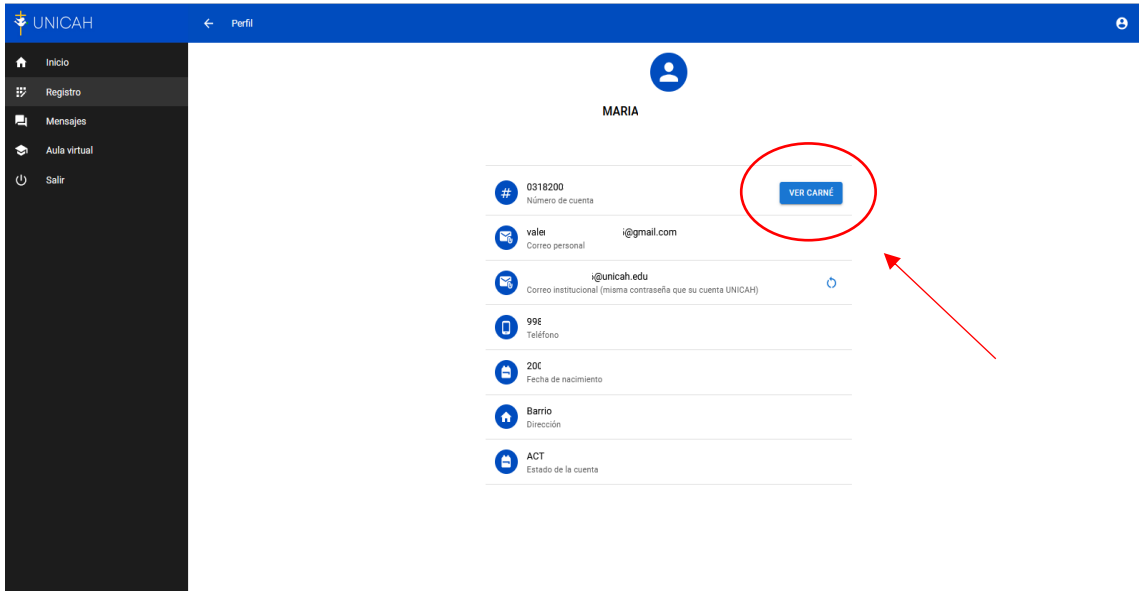 UNICAH
Perfil
Inicio
Registro
Mensajes
Aula virtual
Salir
MARIA
0318200
Número de cuenta
VER CARNÉ
valer @gmail.com
Correo personal
@unicah.edu
Correo institucional (misma contraseña que su cuenta UNICAH)
998
Teléfono
200
Fecha de nacimiento
Barrio
Dirección
ACT
Estado de la cuenta